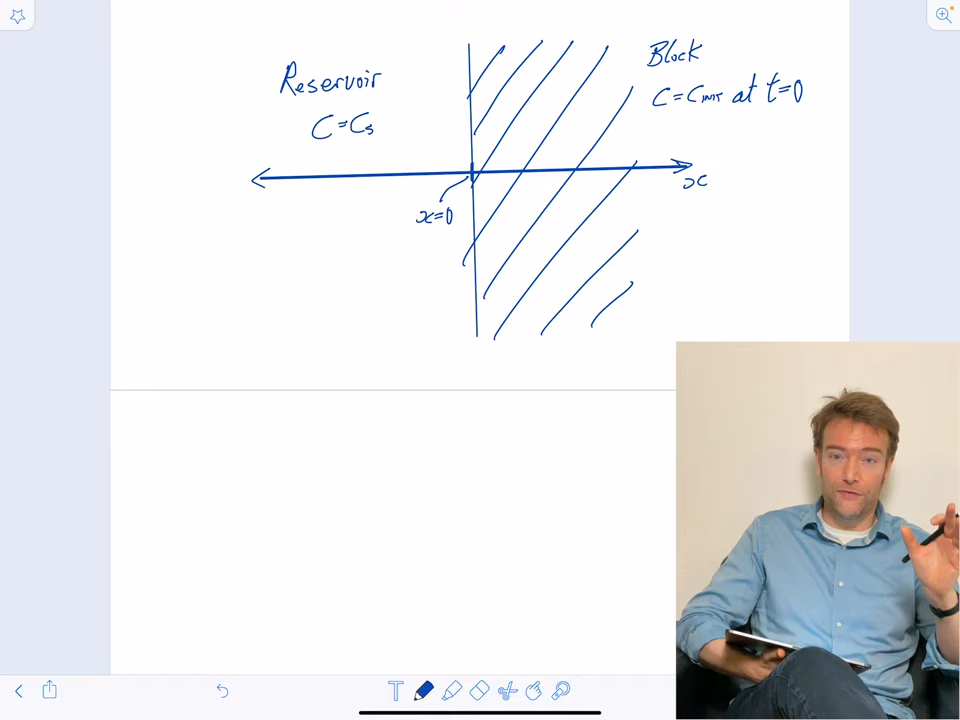 Reservoir
C=Cs
Block
C=CINIT at t=0
x
x=0
T